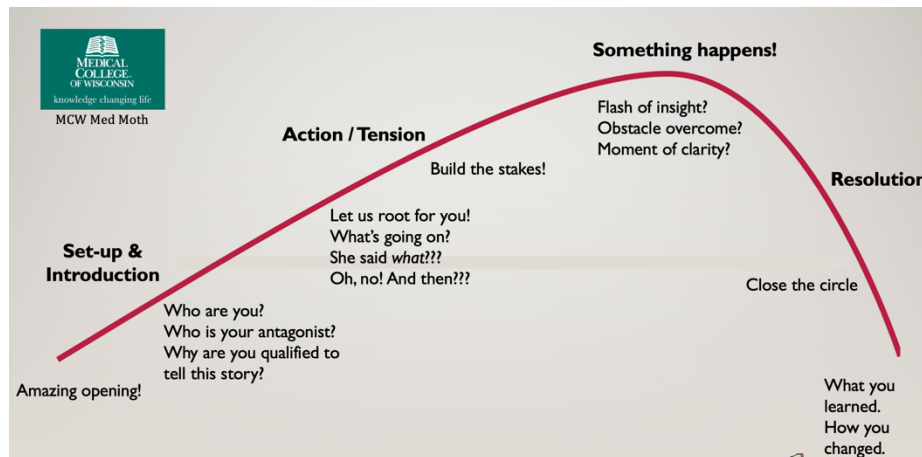 MEDICAL
COLLEGE
OF WISCONSIN
knowledge changing life
MCW Med Moth
Something happens!
Flash of insight?
Obstacle overcome?
Moment of clarity?
Action / Tension
Build the stakes!
Let us root for you!
What's going on?
She said what???
Oh, no! And then???
Set-up &
Introduction
Who are you?
Who is your antagonist?
Why are you qualified to
tell this story?
Amazing opening!
Resolution
Close the circle
What you
learned.
How you
changed.